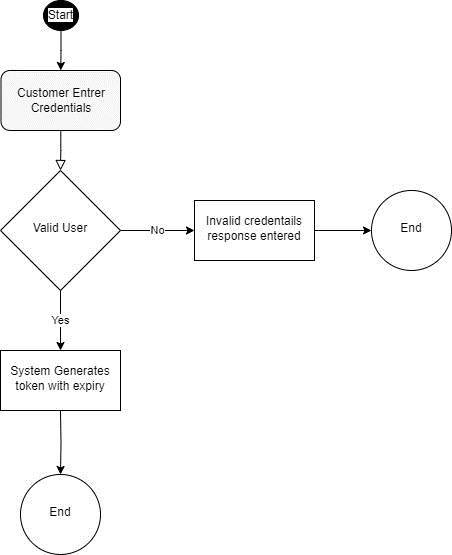 Start
Customer Entrer
Credentials
Valid User
No
Invalid credentails
response entered
End
Yes
System Generates
token with expiry
End